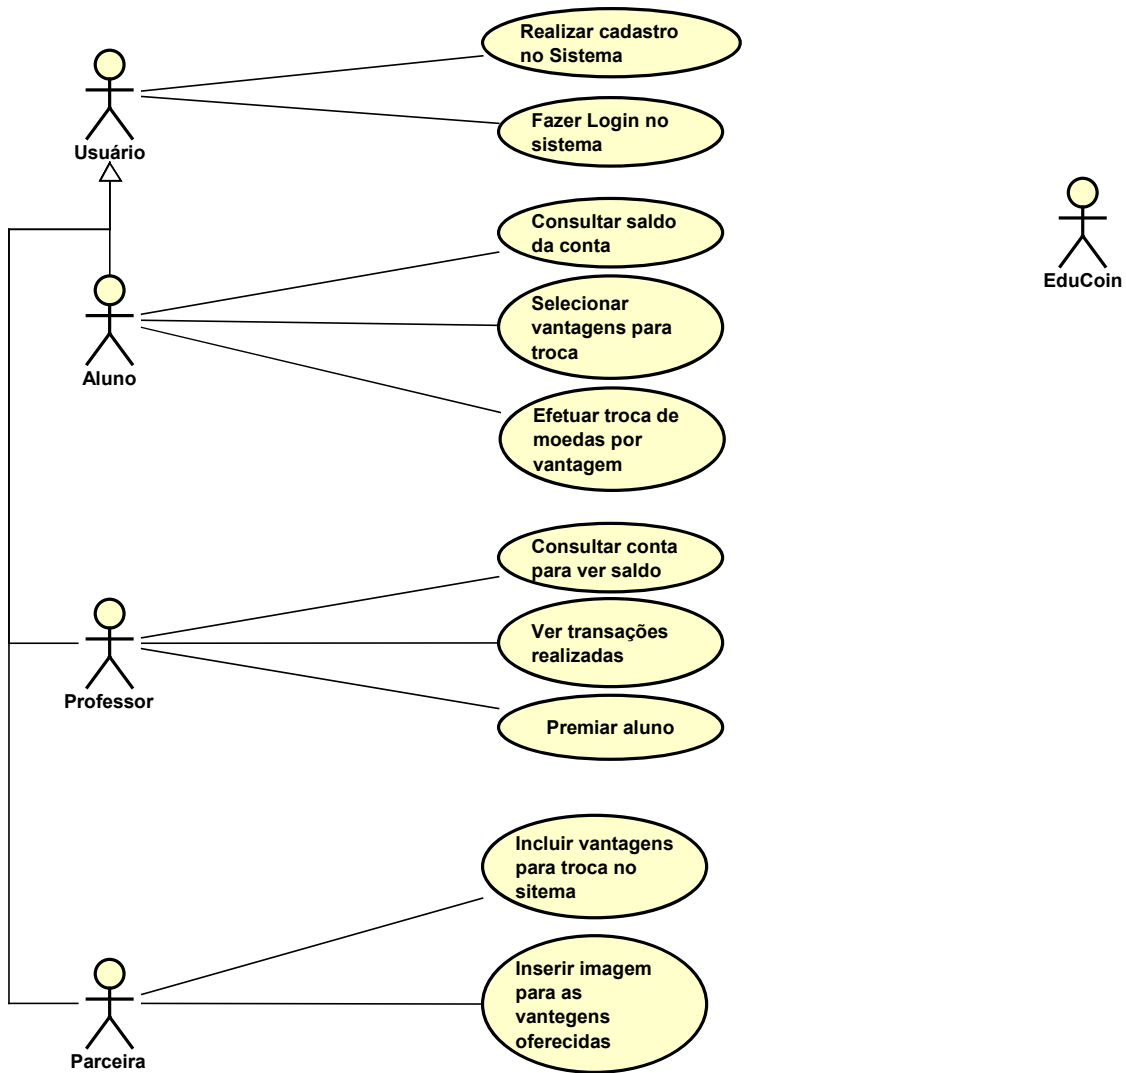 Realizar cadastro
no Sistema
Usuário
Fazer Login no
sistema
Consultar saldo
da conta
EduCoin
Selecionar
vantagens para
troca
Aluno
Efetuar troca de
moedas por
vantagem
Consultar conta
para ver saldo
Ver transações
realizadas
Professor
Premiar aluno
Incluir vantagens
para troca no
sitema
Inserir imagem
para as
vantegens
oferecidas
Parceira